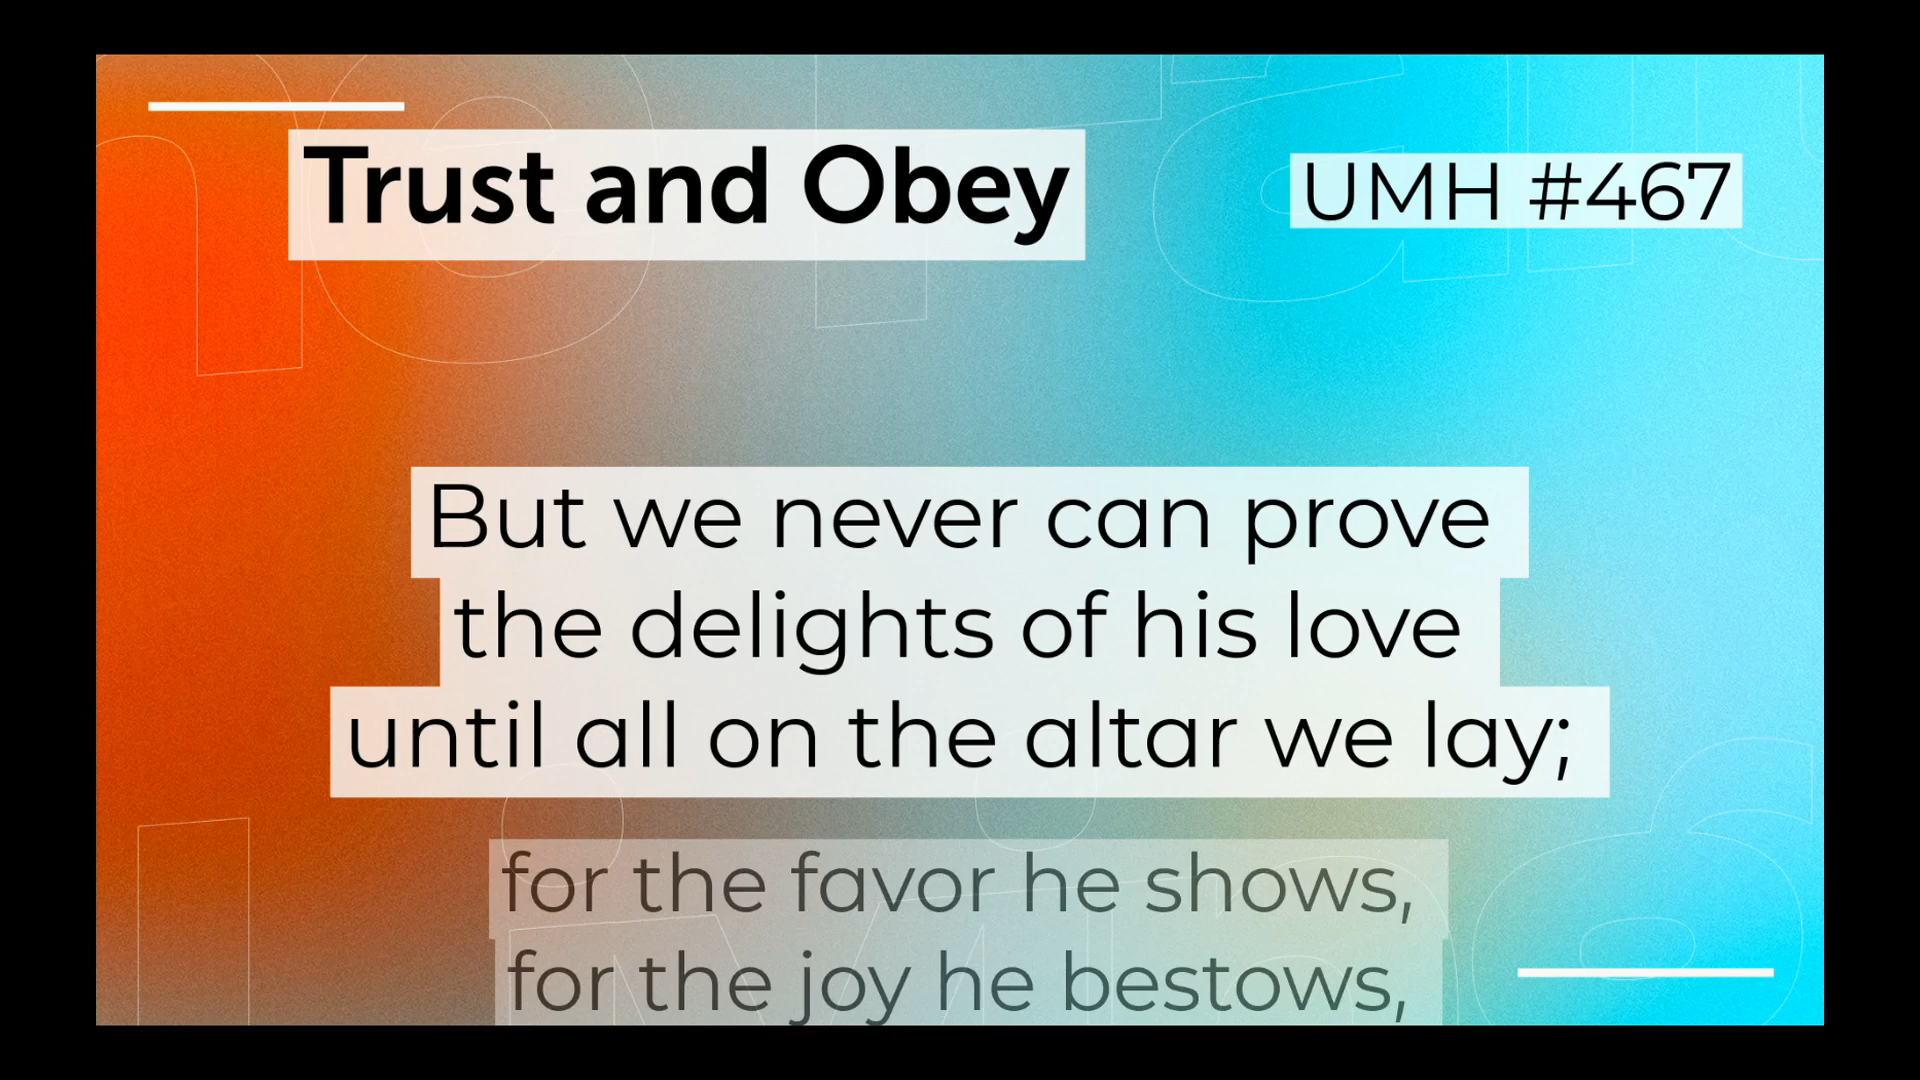 Trust and Obey
UMH #467
But we never can prove
the delights of his love
until all on the altar we lay;
for the favor he shows,
for the joy he bestows,